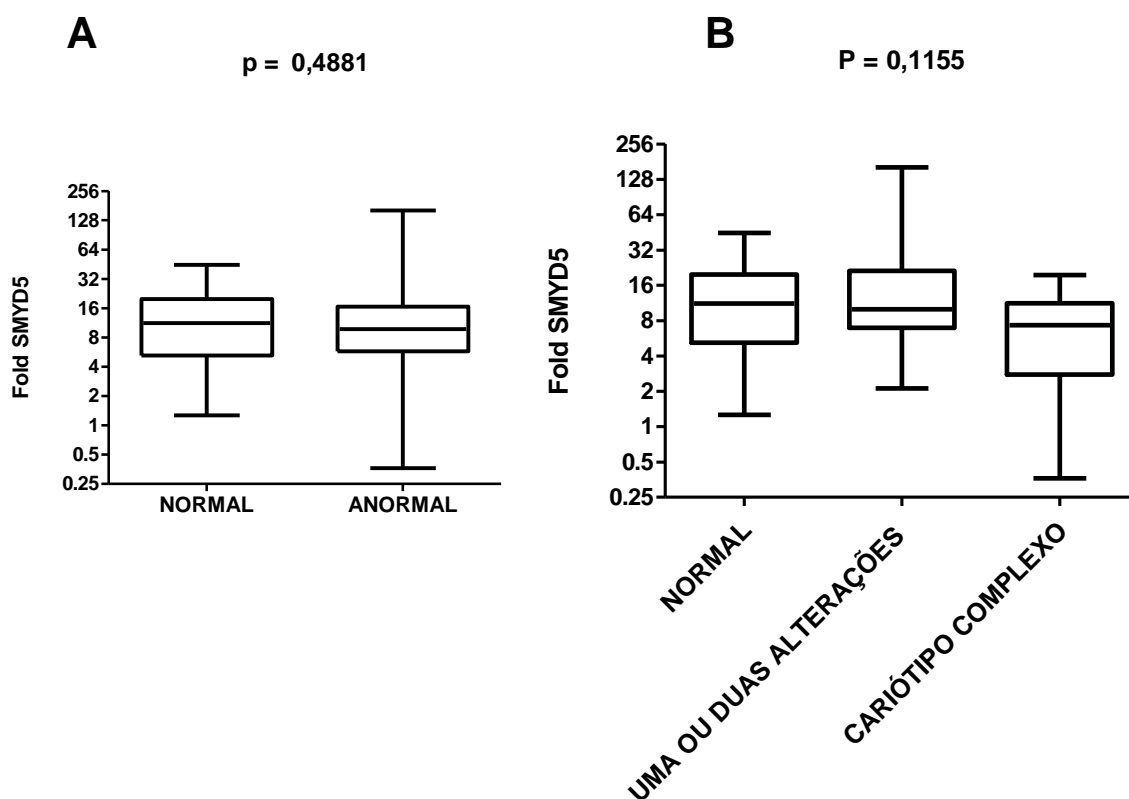 A
p = 0,4881
Fold SMYD5
256
128
64
32
16
8
4
2
1
0.5
0.25
NORMAL
ANORMAL
B
P = 0,1155
Fold SMYD5
256
128
64
32
16
8
4
2
1
0.5
0.25
NORMAL
UMA OU DUAS ALTERAÇÕES
CARIÓTIPO COMPLEXO